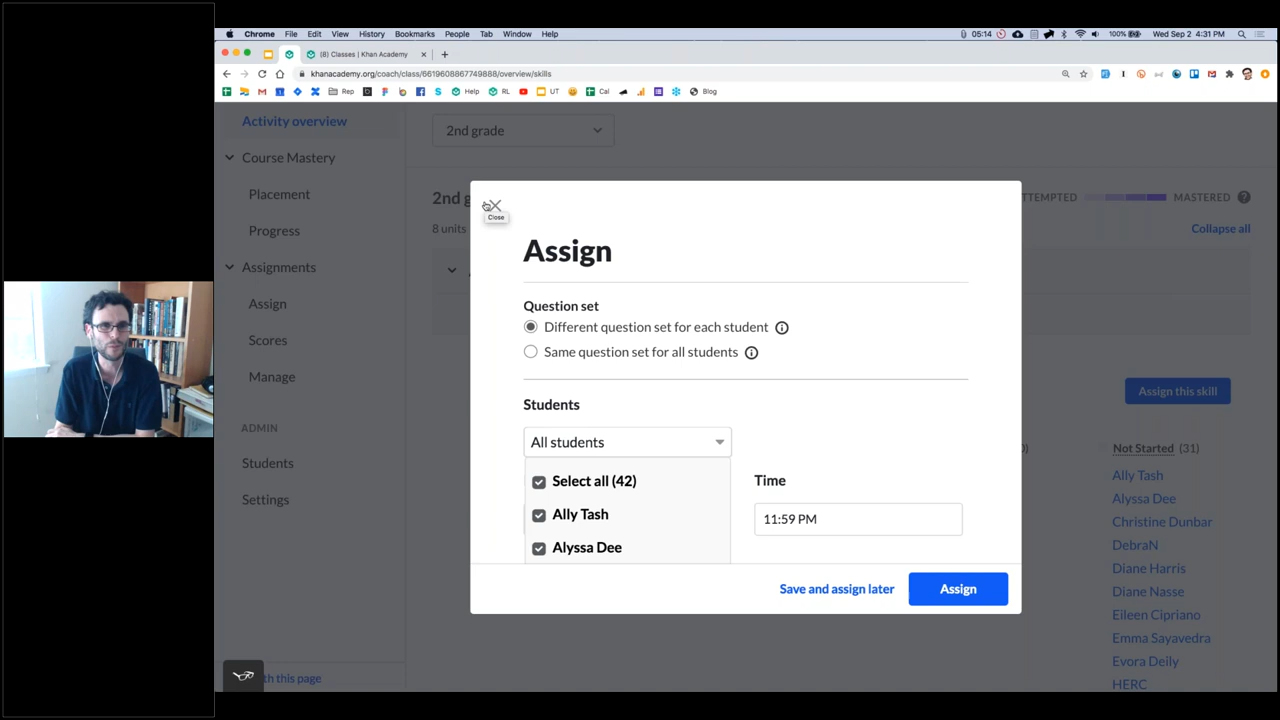 Chrome File Edit View History Bookmarks People Tab Window Help
05:14 100% Wed Sep 2 4:31 PM
(8) Classes | Khan Academy
khanacademy.org/coach/class/6619608867749888/overview/skills
Rep Help RL UT Cal Blog
Activity overview
Course Mastery
Placement
Progress
Assignments
Assign
Scores
Manage
ADMIN
Students
Settings
th this page
2nd grade
2nd g
TTEMPTED MASTERED
8 units
Collapse all
Close
Assign
Question set
Different question set for each student
Same question set for all students
Students
All students
Select all (42)
Ally Tash
Alyssa Dee
Time
11:59 PM
Save and assign later
Assign
Assign this skill
Not Started (31)
Ally Tash
Alyssa Dee
Christine Dunbar
DebraN
Diane Harris
Diane Nasse
Eileen Cipriano
Emma Sayavedra
Evora Deily
HERC